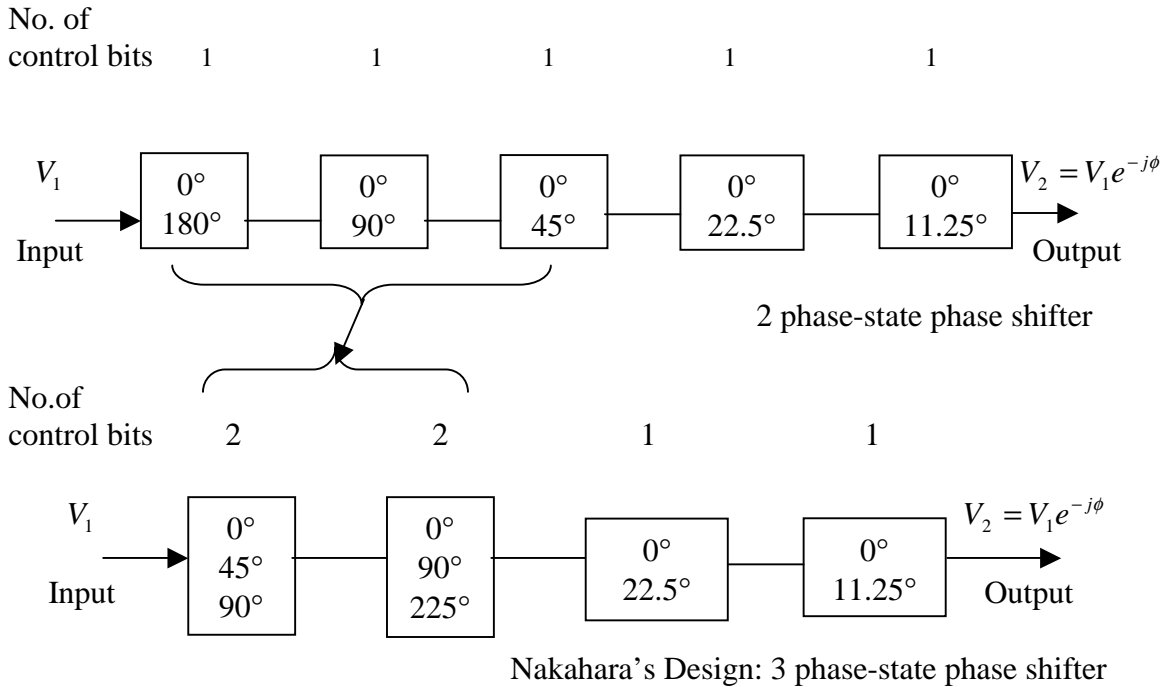 No. of
control bits 1 1 1 1 1
V₁ 0° 0° 0° 0° 0° V₂ = V₁e^{-jϕ}
180° 90° 45° 22.5° 11.25°
Input Output
2 phase-state phase shifter
No.of
control bits 2 2 1 1
V₁ 0° 0° 0° 0° V₂ = V₁e^{-jϕ}
45° 90° 22.5° 11.25°
Input 90° 225° Output
Nakahara’s Design: 3 phase-state phase shifter